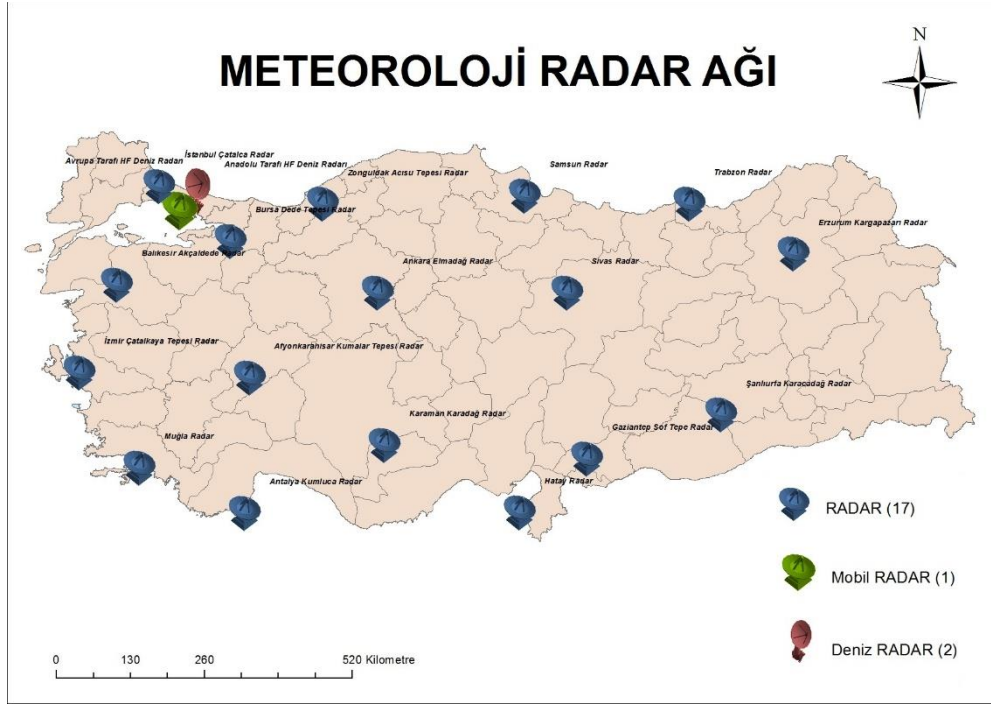 METEOROLOJİ RADAR AĞI
N
İstanbul Çatalca Radar
Avrupa Tarafı HF Deniz Radarı
Anadolu Tarafı HF Deniz Radarı
Zonguldak Acısu Tepesi Radar
Samsun Radar
Trabzon Radar
Bursa Dede Tepesi Radar
Erzurum Kargapazarı Radar
Balıkesir Akçaldede Radar
Ankara Elmadağ Radar
Sivas Radar
İzmir Çatalkaya Tepesi Radar
Afyonkarahisar Kumalar Tepesi Radar
Şanlıurfa Karacadağ Radar
Karaman Karadağ Radar
Gaziantep Sof Tepe Radar
Muğla Radar
Antalya Kumluca Radar
Hatay Radar
RADAR (17)
Mobil RADAR (1)
Deniz RADAR (2)
0 130 260 520 Kilometre